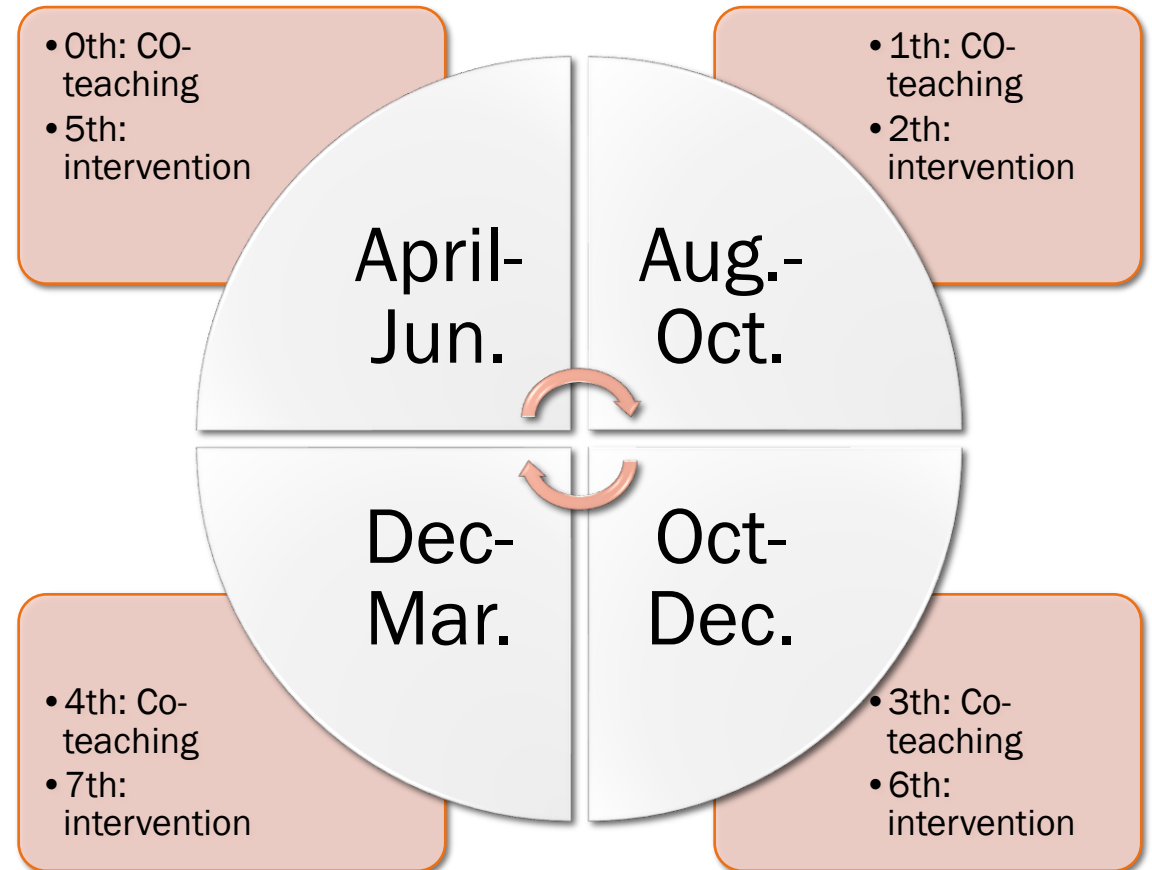 •0th: CO-
teaching
•5th:
intervention
•1th: CO-
teaching
•2th:
intervention
April-
Jun.
Aug.-
Oct.
Dec-
Mar.
Oct-
Dec.
•4th: Co-
teaching
•7th:
intervention
•3th: Co-
teaching
•6th:
intervention